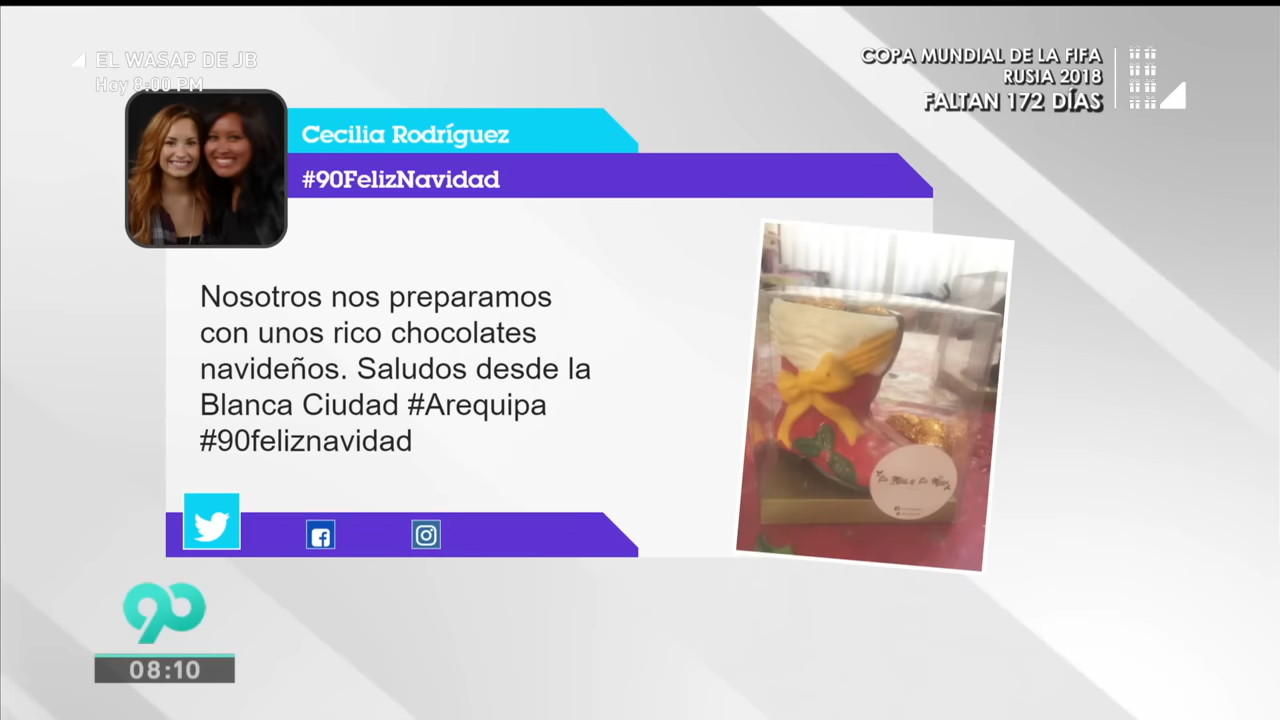 EL WASAP DE JB
Hoy 8:00 PM
COPA MUNDIAL DE LA FIFA
RUSIA 2018
FALTAN 172 DÍAS
Cecilia Rodríguez
#90FelizNavidad
Nosotros nos preparamos
con unos rico chocolates
navideños. Saludos desde la
Blanca Ciudad #Arequipa
#90feliznavidad
90
08:10